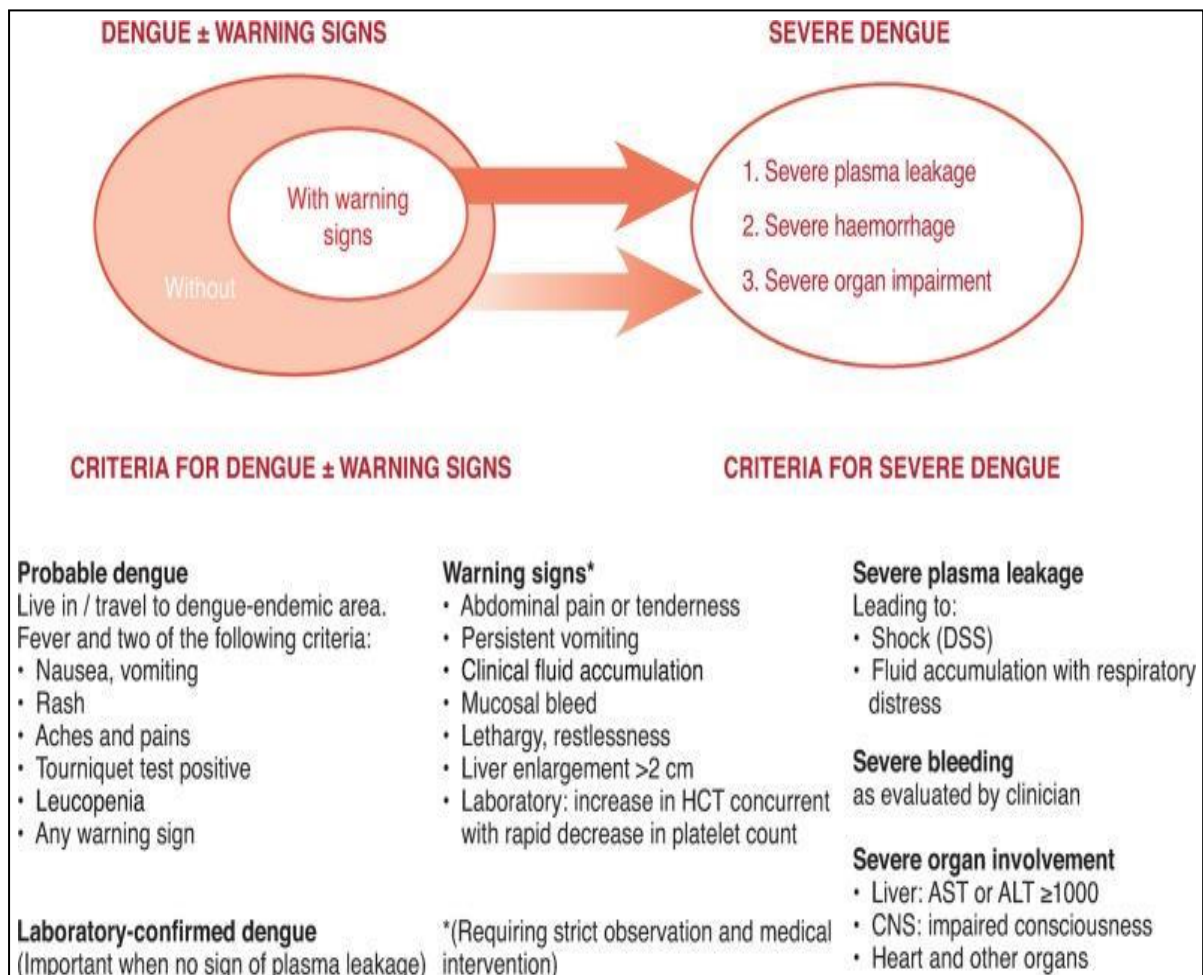 DENGUE ± WARNING SIGNS
SEVERE DENGUE
With warning
signs
Without
1. Severe plasma leakage
2. Severe haemorrhage
3. Severe organ impairment
CRITERIA FOR DENGUE ± WARNING SIGNS
CRITERIA FOR SEVERE DENGUE
Probable dengue
Live in / travel to dengue-endemic area.
Fever and two of the following criteria:
• Nausea, vomiting
• Rash
• Aches and pains
• Tourniquet test positive
• Leucopenia
• Any warning sign
Laboratory-confirmed dengue
(Important when no sign of plasma leakage)
Warning signs*
• Abdominal pain or tenderness
• Persistent vomiting
• Clinical fluid accumulation
• Mucosal bleed
• Lethargy, restlessness
• Liver enlargement >2 cm
• Laboratory: increase in HCT concurrent
with rapid decrease in platelet count
*(Requiring strict observation and medical
intervention)
Severe plasma leakage
Leading to:
• Shock (DSS)
• Fluid accumulation with respiratory
distress
Severe bleeding
as evaluated by clinician
Severe organ involvement
• Liver: AST or ALT ≥1000
• CNS: impaired consciousness
• Heart and other organs